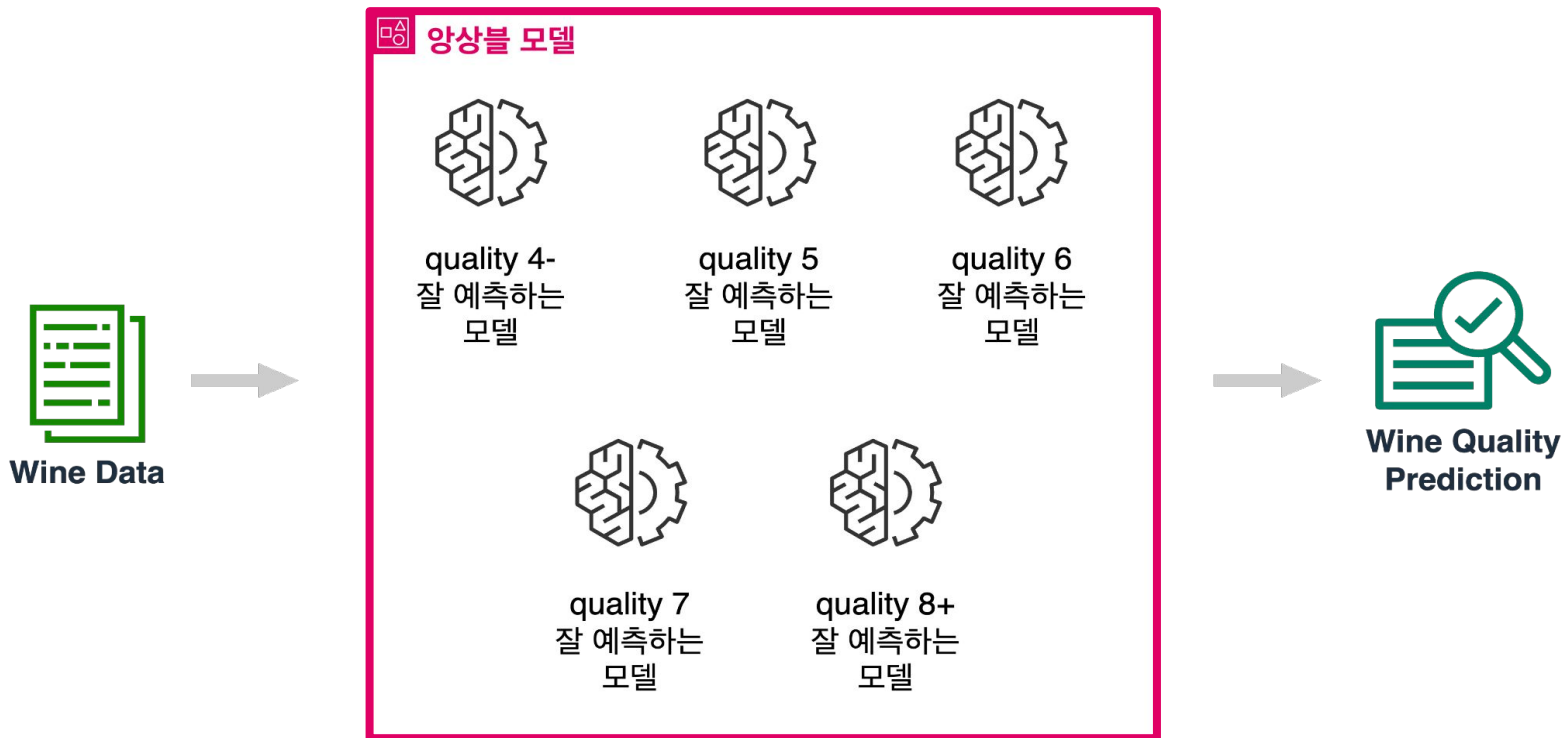 앙상블 모델
quality 4-
잘 예측하는
모델
quality 5
잘 예측하는
모델
quality 6
잘 예측하는
모델
Wine Data
quality 7
잘 예측하는
모델
quality 8+
잘 예측하는
모델
Wine Quality
Prediction